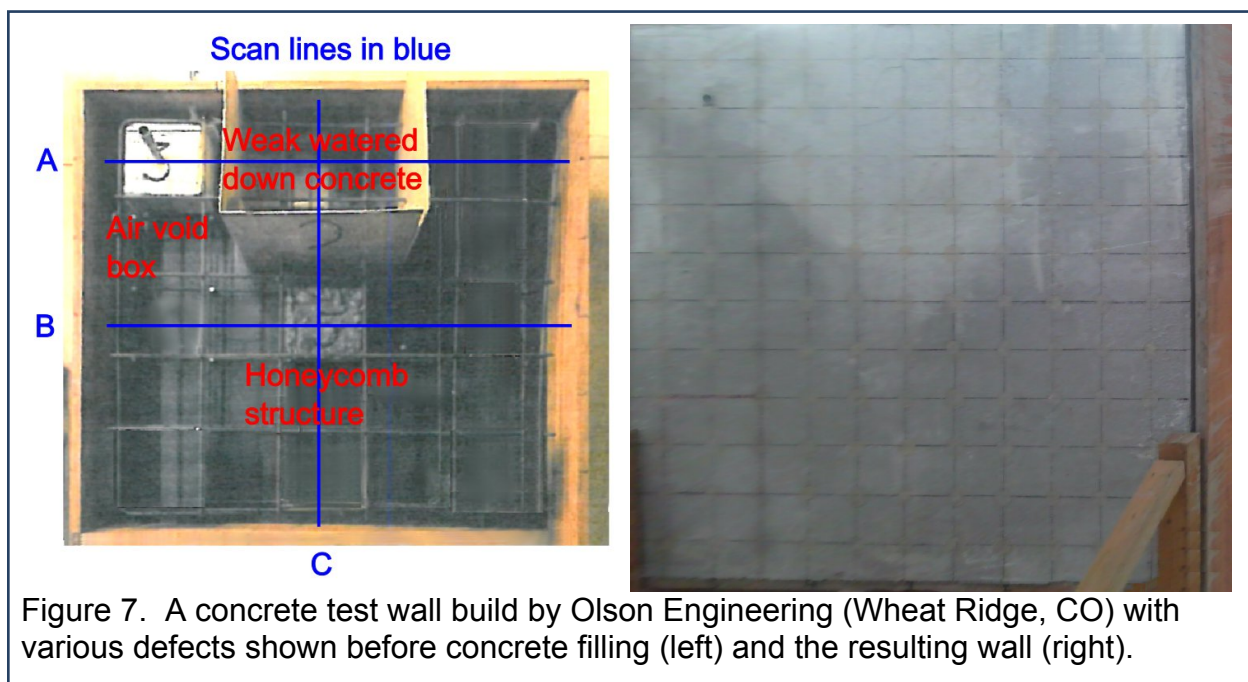 Scan lines in blue
A
Weak watered
down concrete
Air void
box
B
Honeycomb
structure
C
Figure 7. A concrete test wall build by Olson Engineering (Wheat Ridge, CO) with
various defects shown before concrete filling (left) and the resulting wall (right).